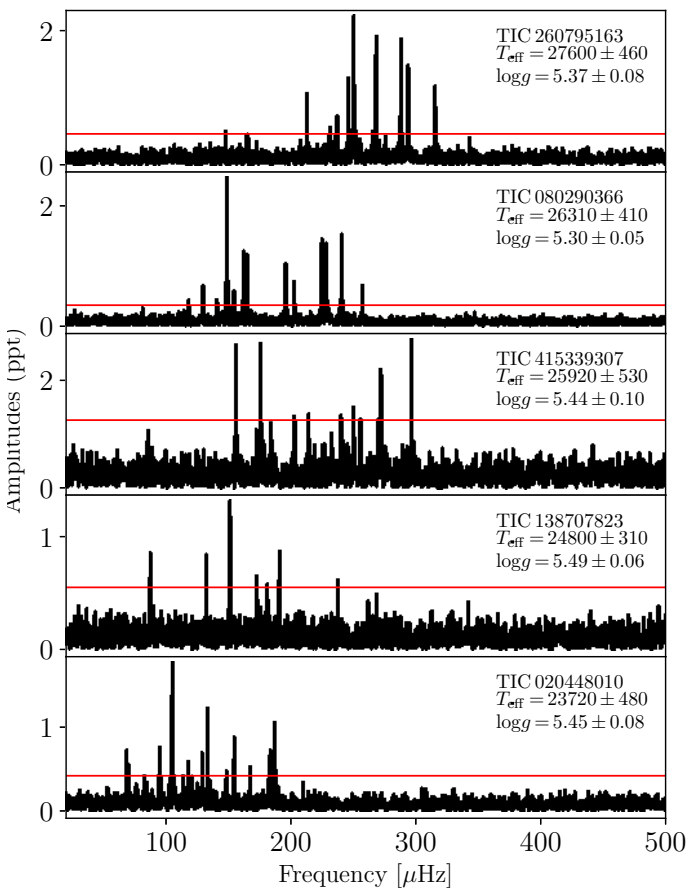 2
TIC 260795163
T_eff = 27600 ± 460
log g = 5.37 ± 0.08
0
2
TIC 080290366
T_eff = 26310 ± 410
log g = 5.30 ± 0.05
0
Amplitudes (ppt)
TIC 415339307
2
T_eff = 25920 ± 530
log g = 5.44 ± 0.10
0
TIC 138707823
1
T_eff = 24800 ± 310
log g = 5.49 ± 0.06
0
TIC 020448010
T_eff = 23720 ± 480
1
log g = 5.45 ± 0.08
0
100 200 300 400 500
Frequency [μHz]